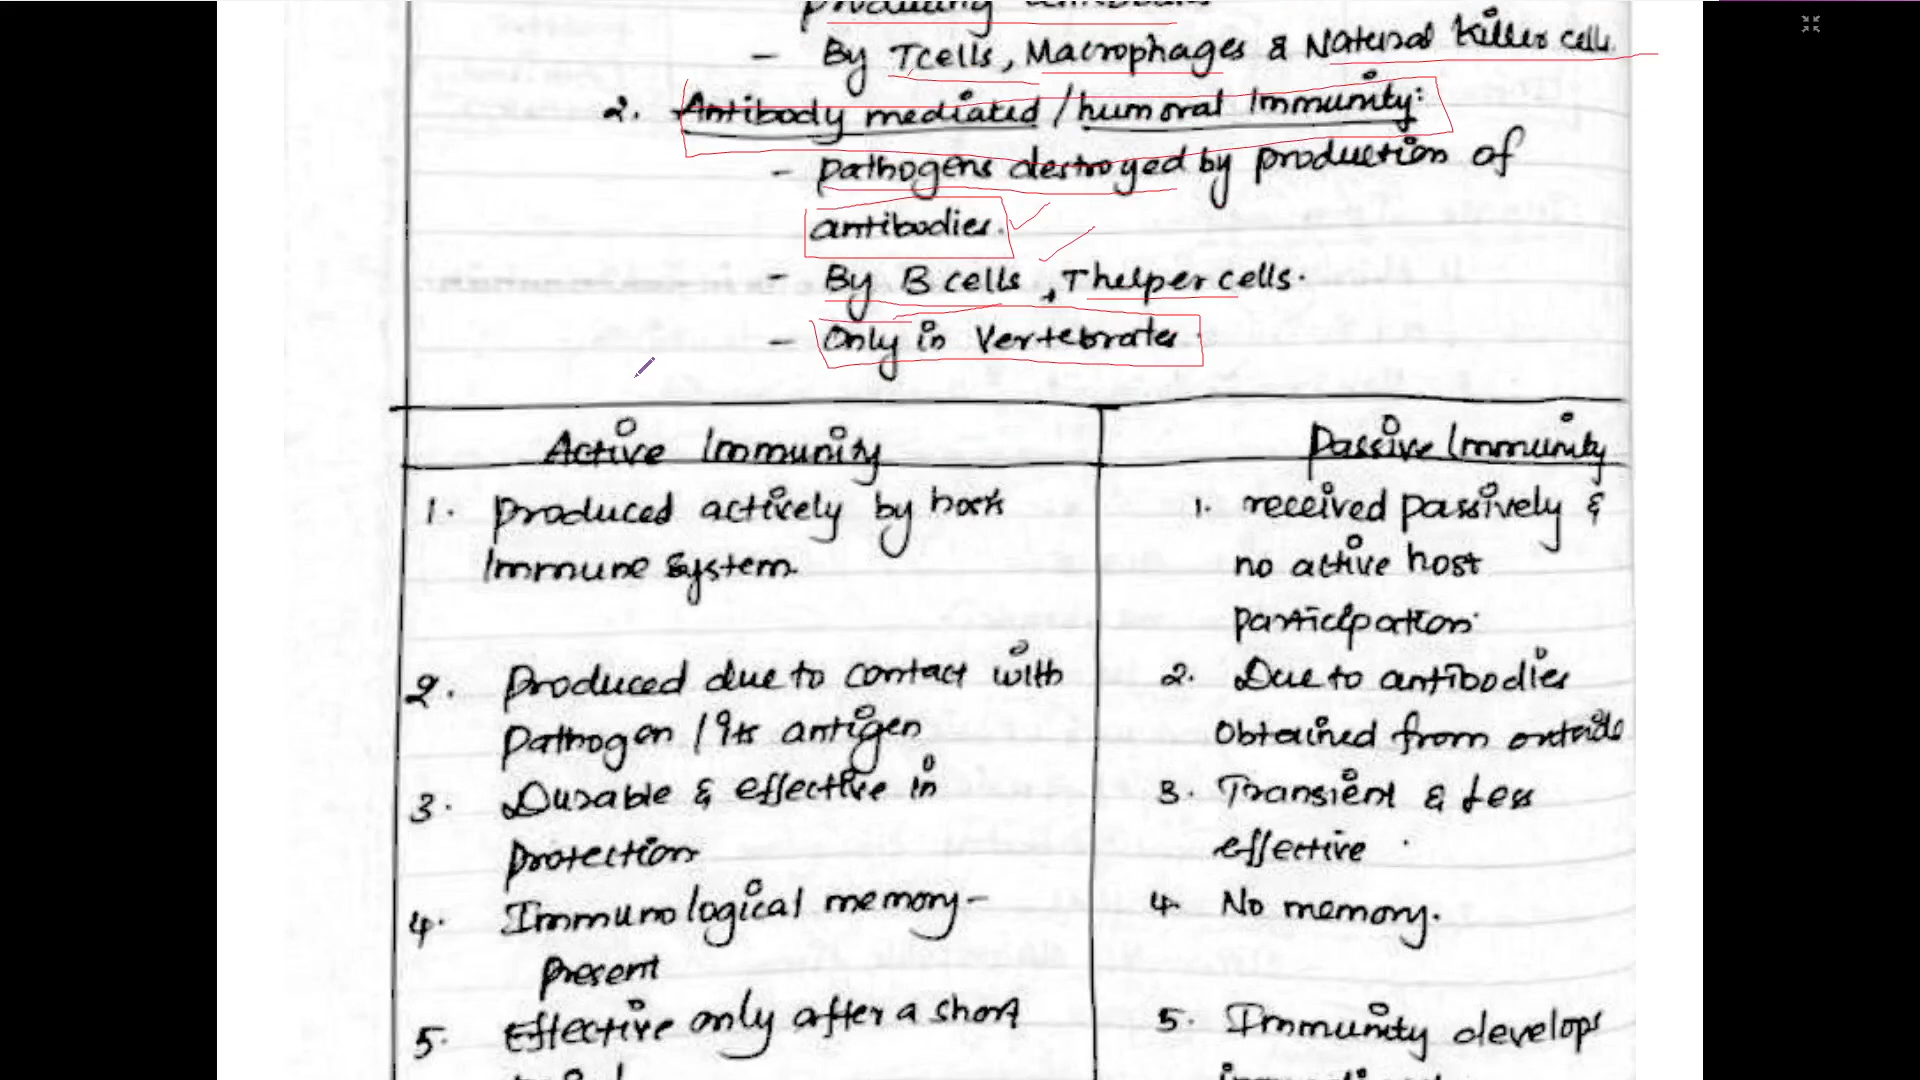 producing antibodies
- By Tcells, Macrophages & Natural killer cells.
2. Antibody mediated / humoral Immunity:
- pathogens destroyed by production of
antibodies.
- By B cells, T helper cells.
- Only in Vertebrates.
Active Immunity
1. produced actively by host
Immune System.
2. produced due to contact with
pathogen / Its antigen
3. Durable & effective in
protection
4. Immunological memory -
present
5. Effective only after a short
Passive Immunity
1. received passively &
no active host
participation.
2. Due to antibodies
obtained from outside
3. Transient & Less
effective.
4. No memory.
5. Immunity develops